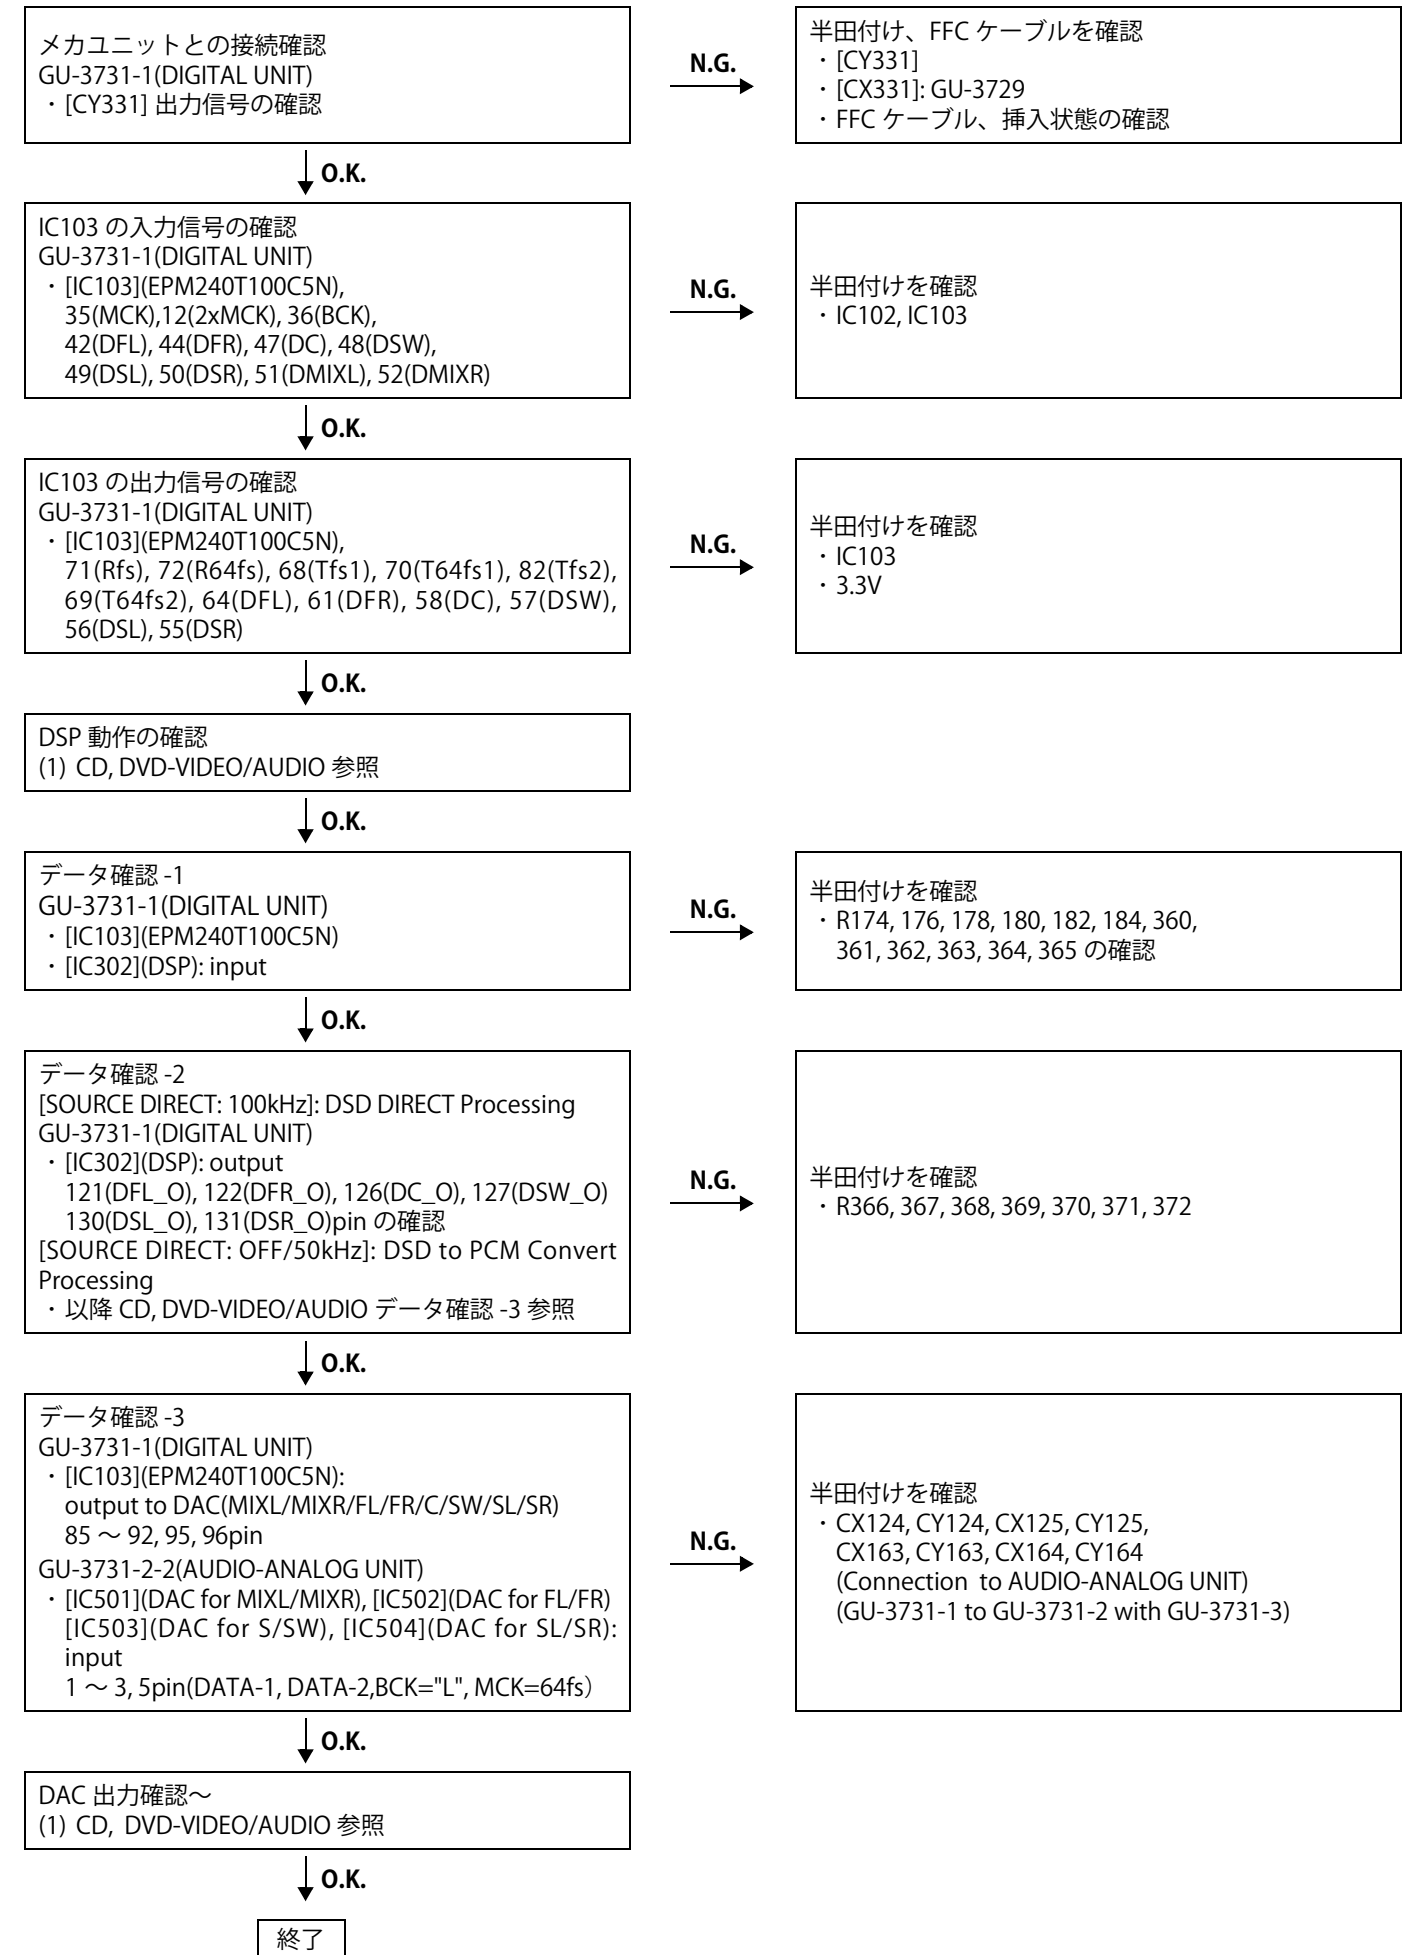 メカユニットとの接続確認
GU-3731-1(DIGITAL UNIT)
・[CY331] 出力信号の確認
N.G.
半田付け、FFC ケーブルを確認
・[CY331]
・[CX331]: GU-3729
・FFC ケーブル、挿入状態の確認
O.K.
IC103 の入力信号の確認
GU-3731-1(DIGITAL UNIT)
・[IC103](EPM240T100C5N),
35(MCK),12(2xMCK), 36(BCK),
42(DFL), 44(DFR), 47(DC), 48(DSW),
49(DSL), 50(DSR), 51(DMIXL), 52(DMIXR)
N.G.
半田付けを確認
・IC102, IC103
O.K.
IC103 の出力信号の確認
GU-3731-1(DIGITAL UNIT)
・[IC103](EPM240T100C5N),
71(Rfs), 72(R64fs), 68(Tfs1), 70(T64fs1), 82(Tfs2),
69(T64fs2), 64(DFL), 61(DFR), 58(DC), 57(DSW),
56(DSL), 55(DSR)
N.G.
半田付けを確認
・IC103
・3.3V
O.K.
DSP 動作の確認
(1) CD, DVD-VIDEO/AUDIO 参照
O.K.
データ確認 -1
GU-3731-1(DIGITAL UNIT)
・[IC103](EPM240T100C5N)
・[IC302](DSP): input
N.G.
半田付けを確認
・R174, 176, 178, 180, 182, 184, 360,
361, 362, 363, 364, 365 の確認
O.K.
データ確認 -2
[SOURCE DIRECT: 100kHz]: DSD DIRECT Processing
GU-3731-1(DIGITAL UNIT)
・[IC302](DSP): output
121(DFL_O), 122(DFR_O), 126(DC_O), 127(DSW_O)
130(DSL_O), 131(DSR_O)pin の確認
[SOURCE DIRECT: OFF/50kHz]: DSD to PCM Convert
Processing
・以降 CD, DVD-VIDEO/AUDIO データ確認 -3 参照
N.G.
半田付けを確認
・R366, 367, 368, 369, 370, 371, 372
O.K.
データ確認 -3
GU-3731-1(DIGITAL UNIT)
・[IC103](EPM240T100C5N):
output to DAC(MIXL/MIXR/FL/FR/C/SW/SL/SR)
85 ～ 92, 95, 96pin
GU-3731-2-2(AUDIO-ANALOG UNIT)
・[IC501](DAC for MIXL/MIXR), [IC502](DAC for FL/FR)
[IC503](DAC for S/SW), [IC504](DAC for SL/SR):
input
1 ～ 3, 5pin(DATA-1, DATA-2,BCK="L", MCK=64fs）
N.G.
半田付けを確認
・CX124, CY124, CX125, CY125,
CX163, CY163, CX164, CY164
(Connection to AUDIO-ANALOG UNIT)
(GU-3731-1 to GU-3731-2 with GU-3731-3)
O.K.
DAC 出力確認～
(1) CD, DVD-VIDEO/AUDIO 参照
O.K.
終了